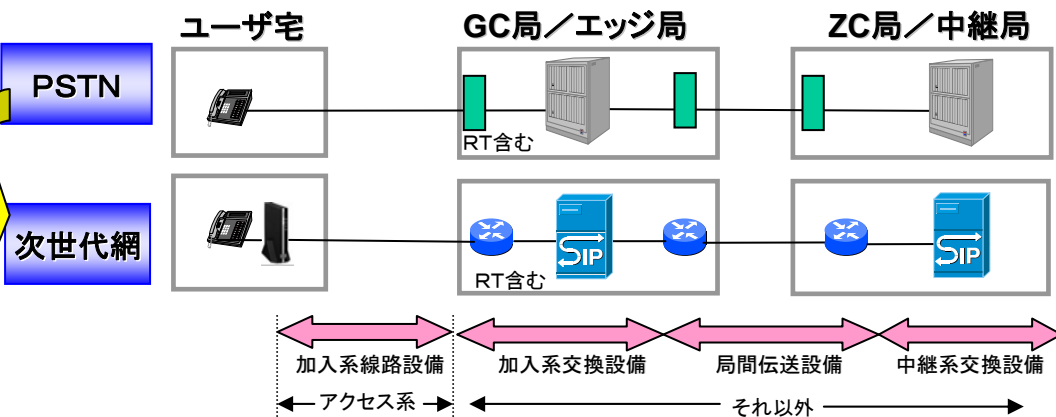 ユーザ宅
GC局／エッジ局
ZC局／中継局
PSTN
RT含む
次世代網
SIP
SIP
RT含む
加入系線路設備
加入系交換設備
局間伝送設備
中継系交換設備
アクセス系
それ以外